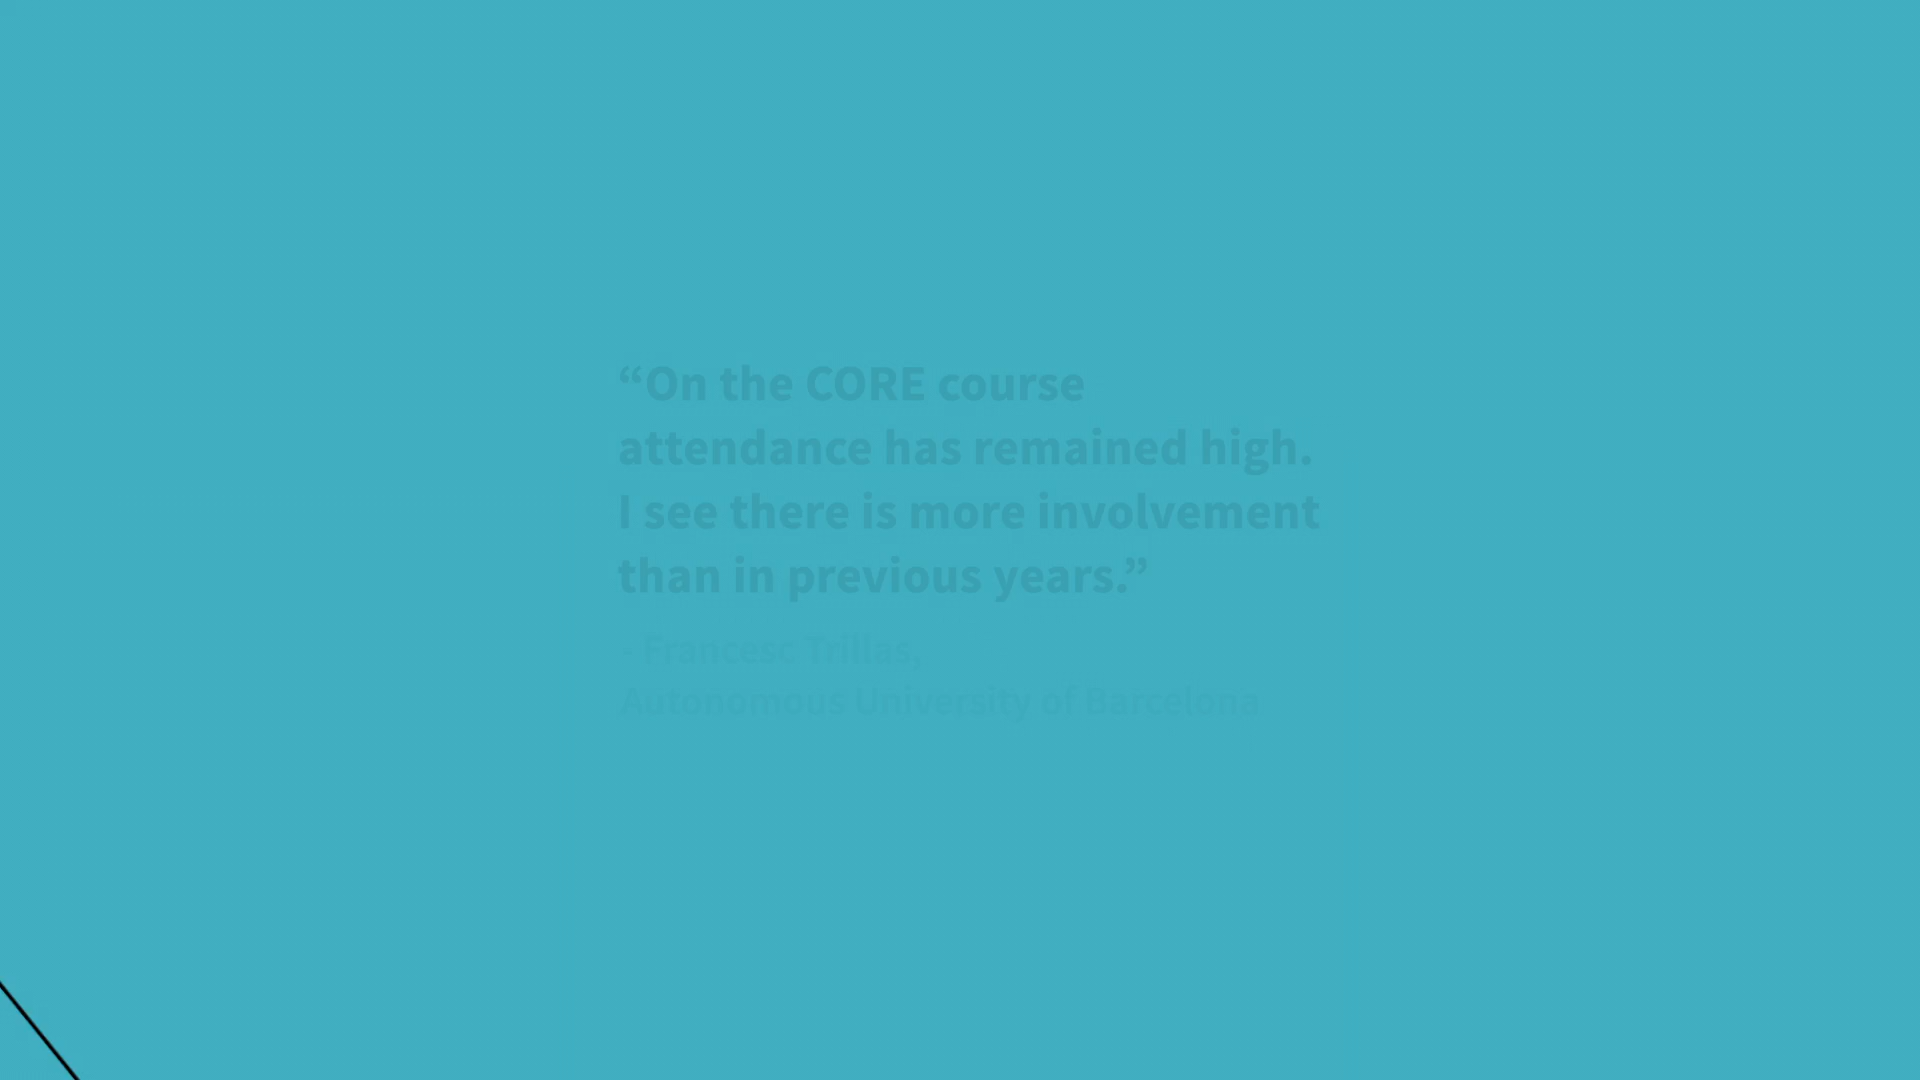 “On the CORE course
attendance has remained high.
I see there is more involvement
than in previous years.”
- Francesc Trillas,
Autonomous University of Barcelona